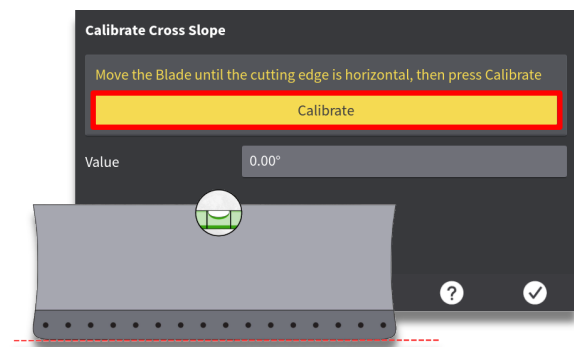 Calibrate Cross Slope
Move the Blade until the cutting edge is horizontal, then press Calibrate
Calibrate
Value
0.00°
?